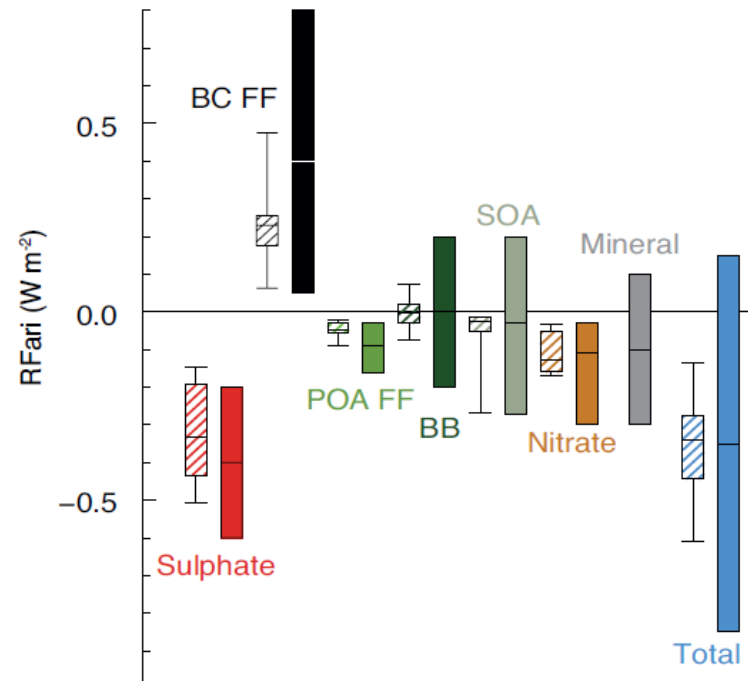 BC FF
0.5
SOA
Mineral
0.0
RFari (W m⁻²)
POA FF
BB
Nitrate
−0.5
Sulphate
Total